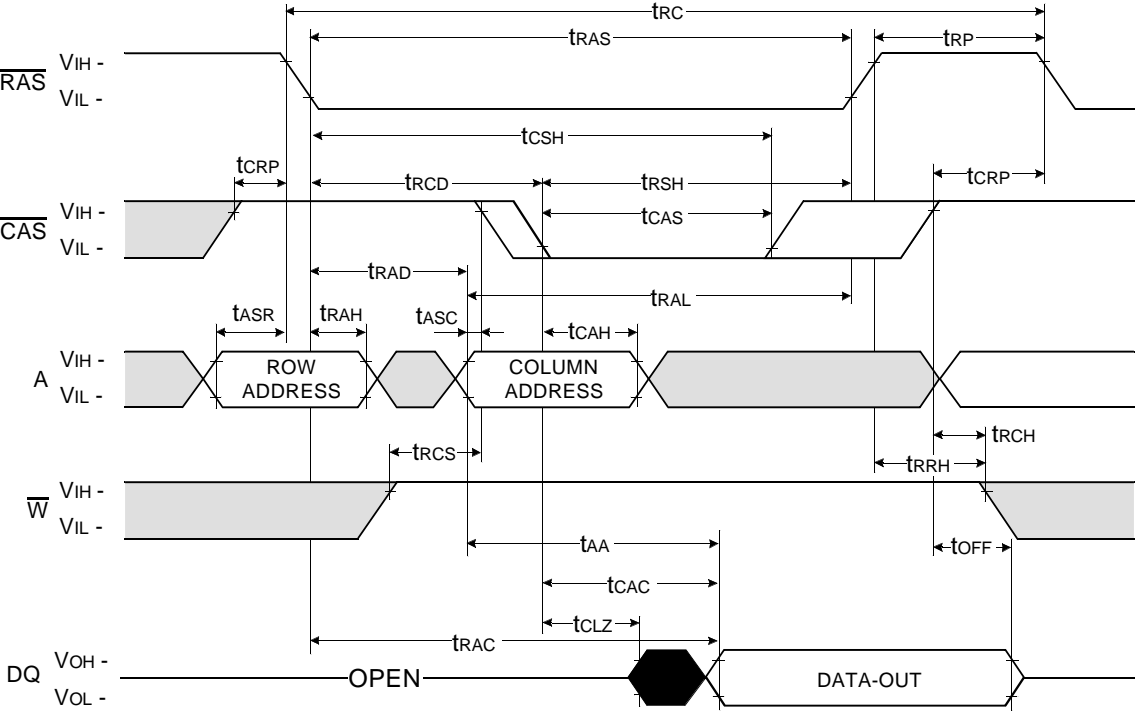 tRC
tRAS
tRP
RAS
VIH -
VIL -
tCSH
tCRP
tRCD
tRSH
tCRP
CAS
VIH -
VIL -
tCAS
tRAD
tRAL
tASR
tRAH
tASC
tCAH
A
VIH -
VIL -
ROW
ADDRESS
COLUMN
ADDRESS
tRCH
tRCS
tRRH
W
VIH -
VIL -
tAA
tOFF
tCAC
tCLZ
tRAC
DQ
VOH -
VOL -
OPEN
DATA-OUT